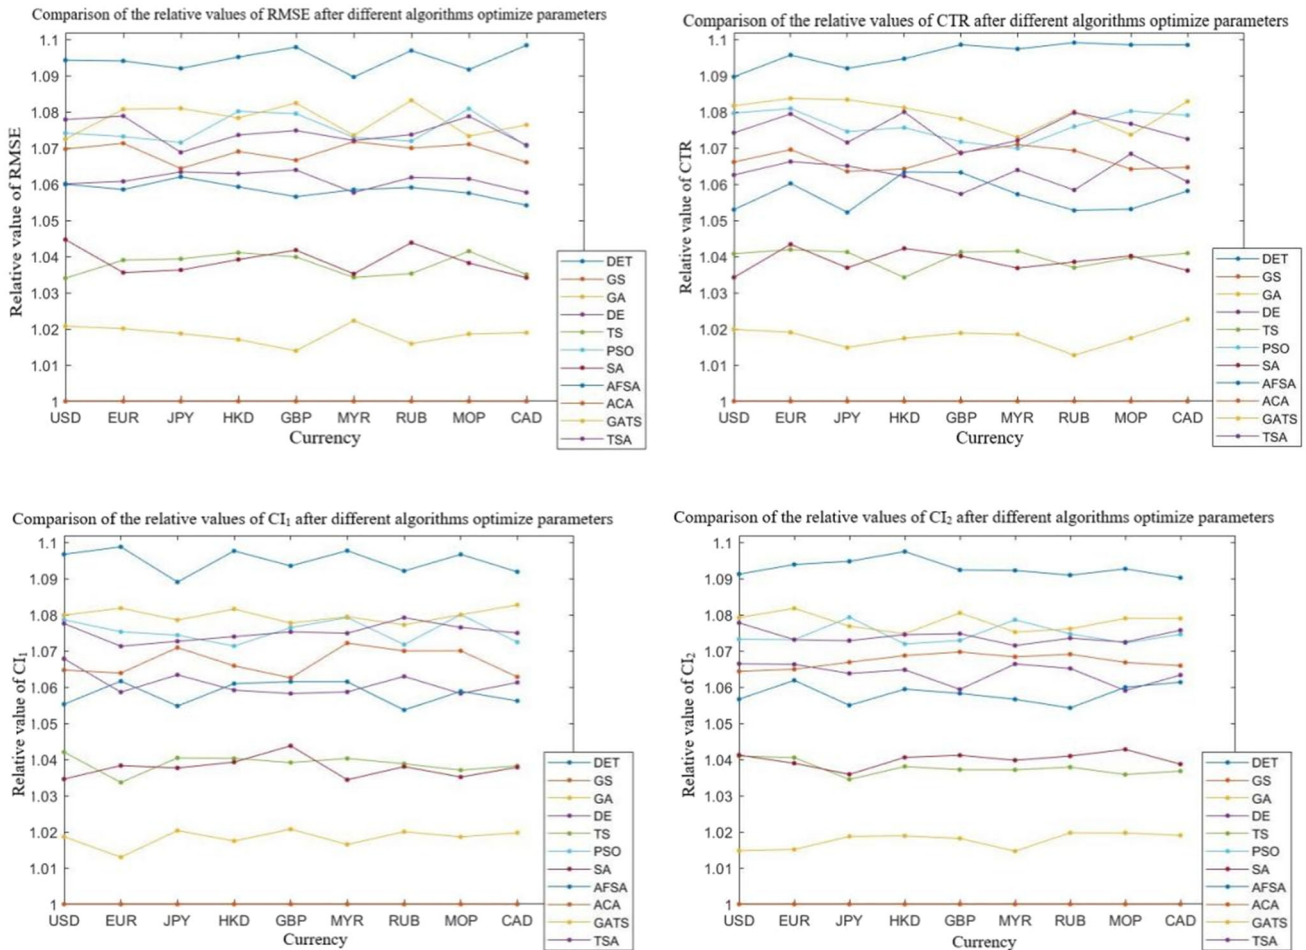 Comparison of the relative values of RMSE after different algorithms optimize parameters
1.1
1.09
1.08
1.07
1.06
1.05
1.04
1.03
1.02
1.01
1
Relative value of RMSE
USD EUR JPY HKD GBP MYR RUB MOP CAD
Currency
DET
GS
GA
DE
TS
PSO
SA
AFSA
ACA
GATS
TSA
Comparison of the relative values of CTR after different algorithms optimize parameters
1.1
1.09
1.08
1.07
1.06
1.05
1.04
1.03
1.02
1.01
1
Relative value of CTR
USD EUR JPY HKD GBP MYR RUB MOP CAD
Currency
DET
GS
GA
DE
TS
PSO
SA
AFSA
ACA
GATS
TSA
Comparison of the relative values of CI₁ after different algorithms optimize parameters
1.1
1.09
1.08
1.07
1.06
1.05
1.04
1.03
1.02
1.01
1
Relative value of CI₁
USD EUR JPY HKD GBP MYR RUB MOP CAD
Currency
DET
GS
GA
DE
TS
PSO
SA
AFSA
ACA
GATS
TSA
Comparison of the relative values of CI₂ after different algorithms optimize parameters
1.1
1.09
1.08
1.07
1.06
1.05
1.04
1.03
1.02
1.01
1
Relative value of CI₂
USD EUR JPY HKD GBP MYR RUB MOP CAD
Currency
DET
GS
GA
DE
TS
PSO
SA
AFSA
ACA
GATS
TSA